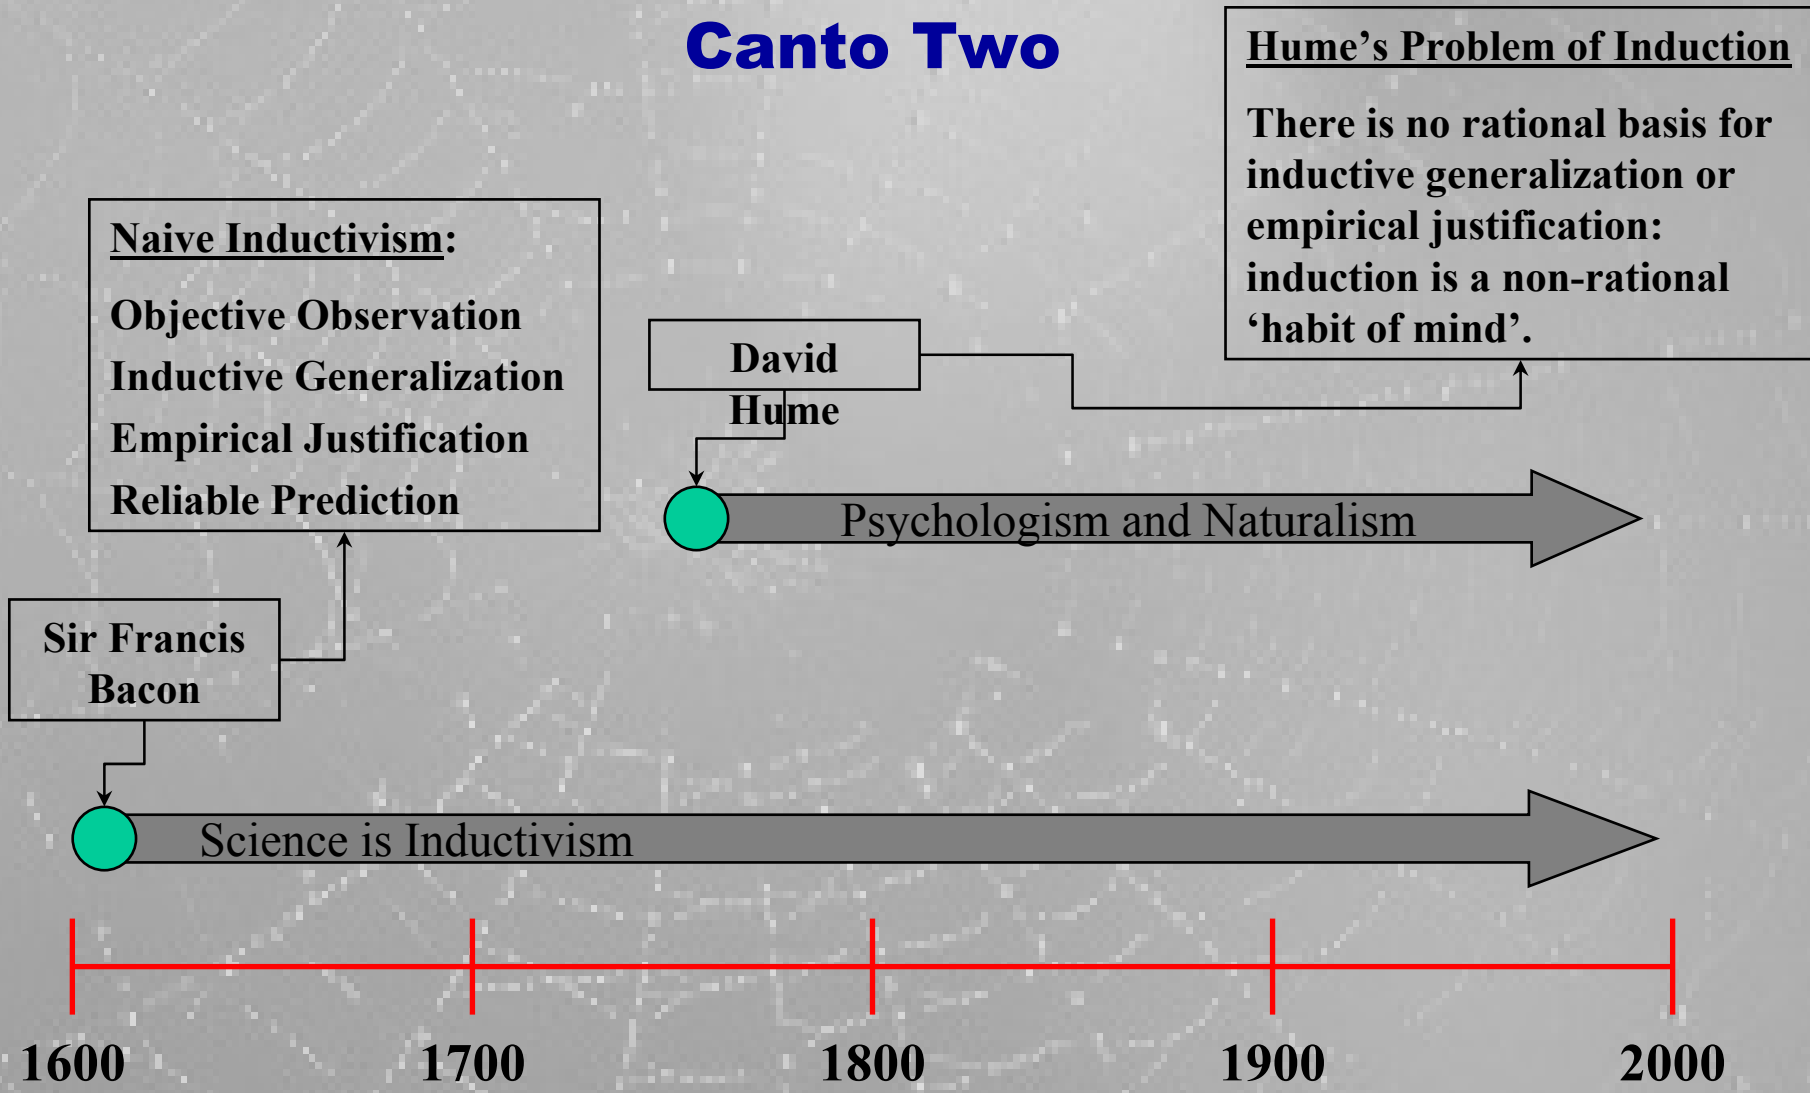 Canto Two
Hume’s Problem of Induction
There is no rational basis for
inductive generalization or
empirical justification:
induction is a non-rational
‘habit of mind’.
Naive Inductivism:
Objective Observation
Inductive Generalization
Empirical Justification
Reliable Prediction
David
Hume
Psychologism and Naturalism
Sir Francis
Bacon
Science is Inductivism
1600 1700 1800 1900 2000